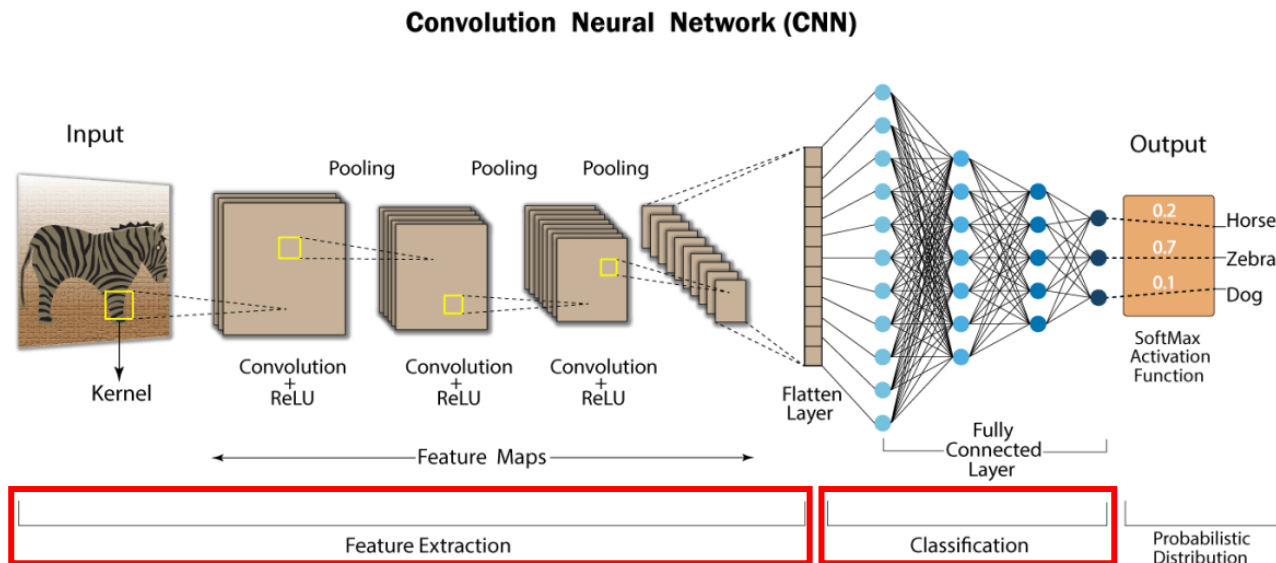 Convolution Neural Network (CNN)
Input
Pooling
Pooling
Pooling
Output
0.2
Horse
0.7
Zebra
0.1
Dog
Kernel
Convolution
+
ReLU
Convolution
+
ReLU
Convolution
+
ReLU
Flatten
Layer
SoftMax
Activation
Function
Fully
Connected
Layer
Feature Maps
Feature Extraction
Classification
Probabilistic
Distribution